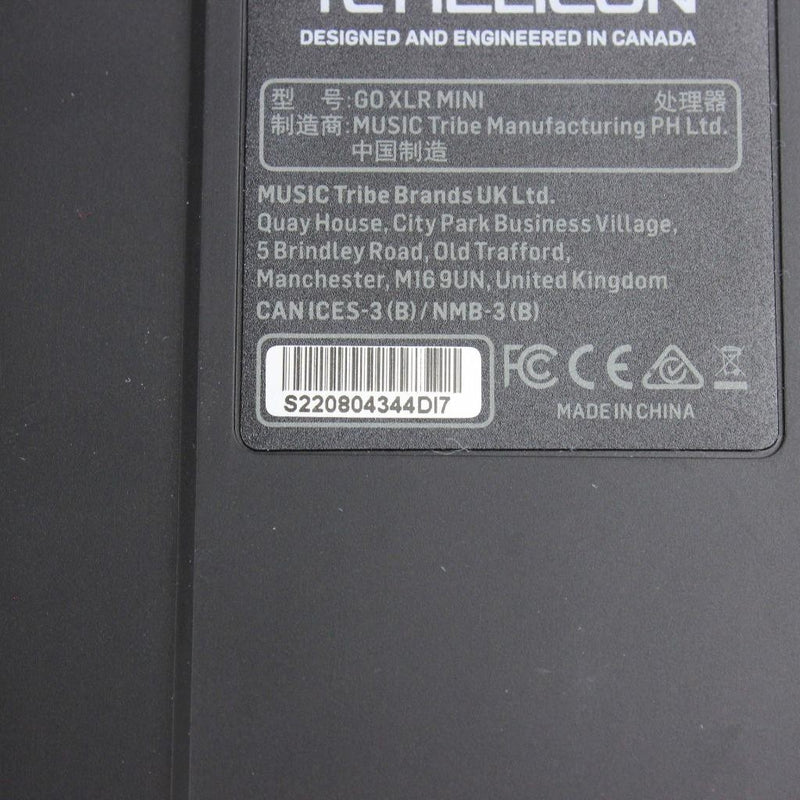 TC HELICON
DESIGNED AND ENGINEERED IN CANADA
型 号:GO XLR MINI 处理器
制造商:MUSIC Tribe Manufacturing PH Ltd.
中国制造
MUSIC Tribe Brands UK Ltd.
Quay House, City Park Business Village,
5 Brindley Road, Old Trafford,
Manchester, M16 9UN, United Kingdom
CAN ICES-3 (B) / NMB-3 (B)
S220804344DI7
FC CE
MADE IN CHINA